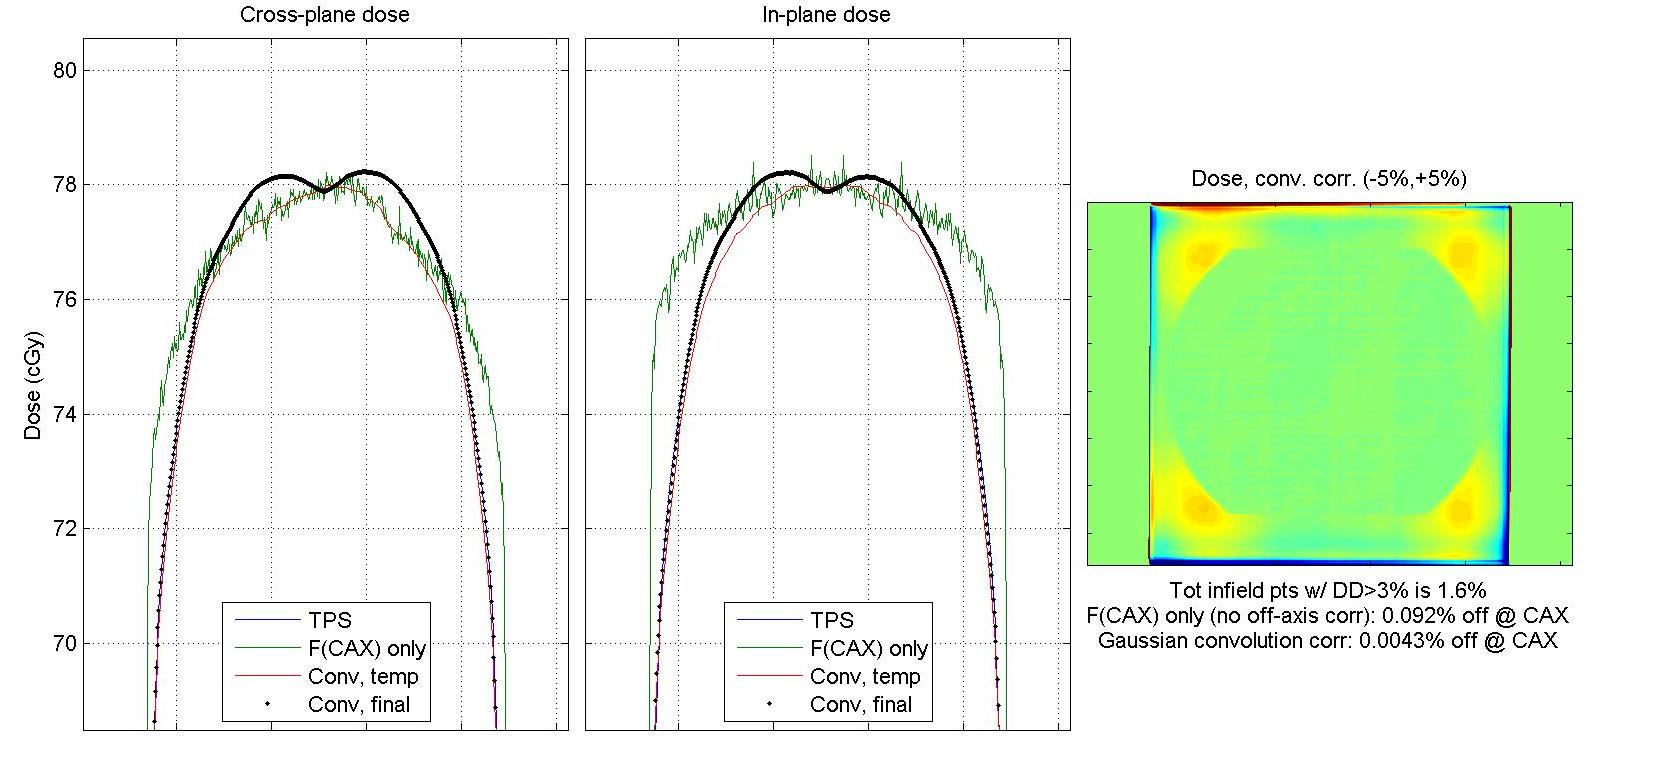 Cross-plane dose
In-plane dose
80
78
76
74
72
70
Dose (cGy)
TPS
F(CAX) only
Conv, temp
Conv, final
TPS
F(CAX) only
Conv, temp
Conv, final
Dose, conv. corr. (-5%,+5%)
Tot infield pts w/ DD>3% is 1.6%
F(CAX) only (no off-axis corr): 0.092% off @ CAX
Gaussian convolution corr: 0.0043% off @ CAX